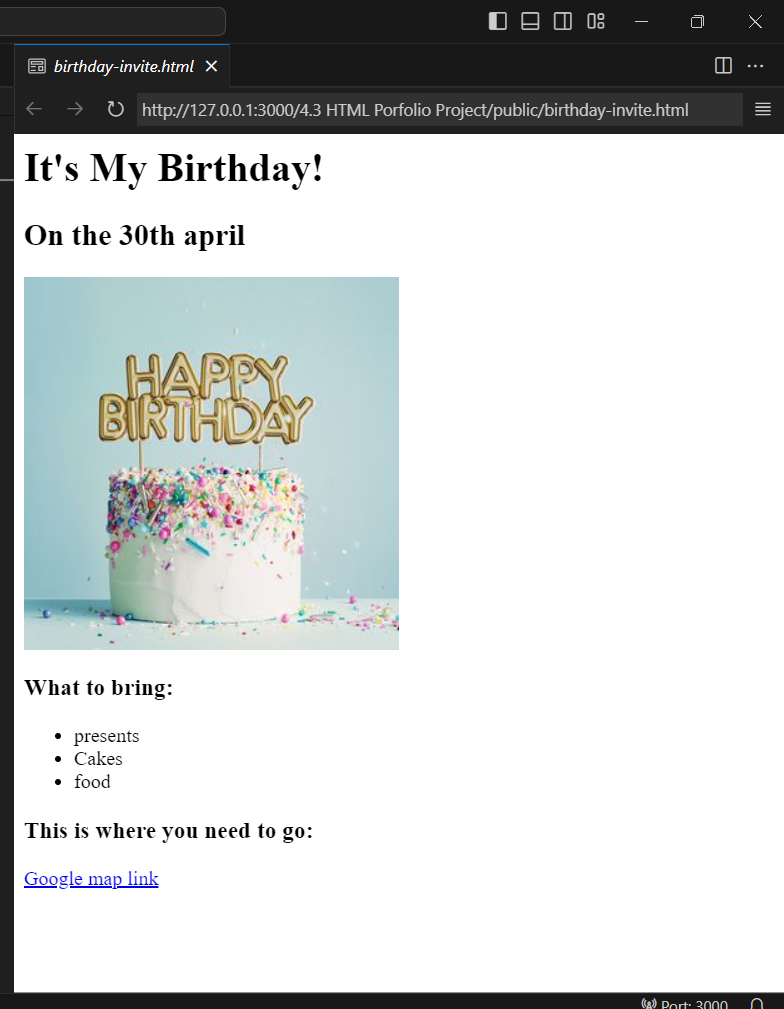 birthday-invite.html
http://127.0.0.1:3000/4.3 HTML Porfolio Project/public/birthday-invite.html
It's My Birthday!
On the 30th april
HAPPY
BIRTHDAY
What to bring:
presents
Cakes
food
This is where you need to go:
Google map link
Port: 3000